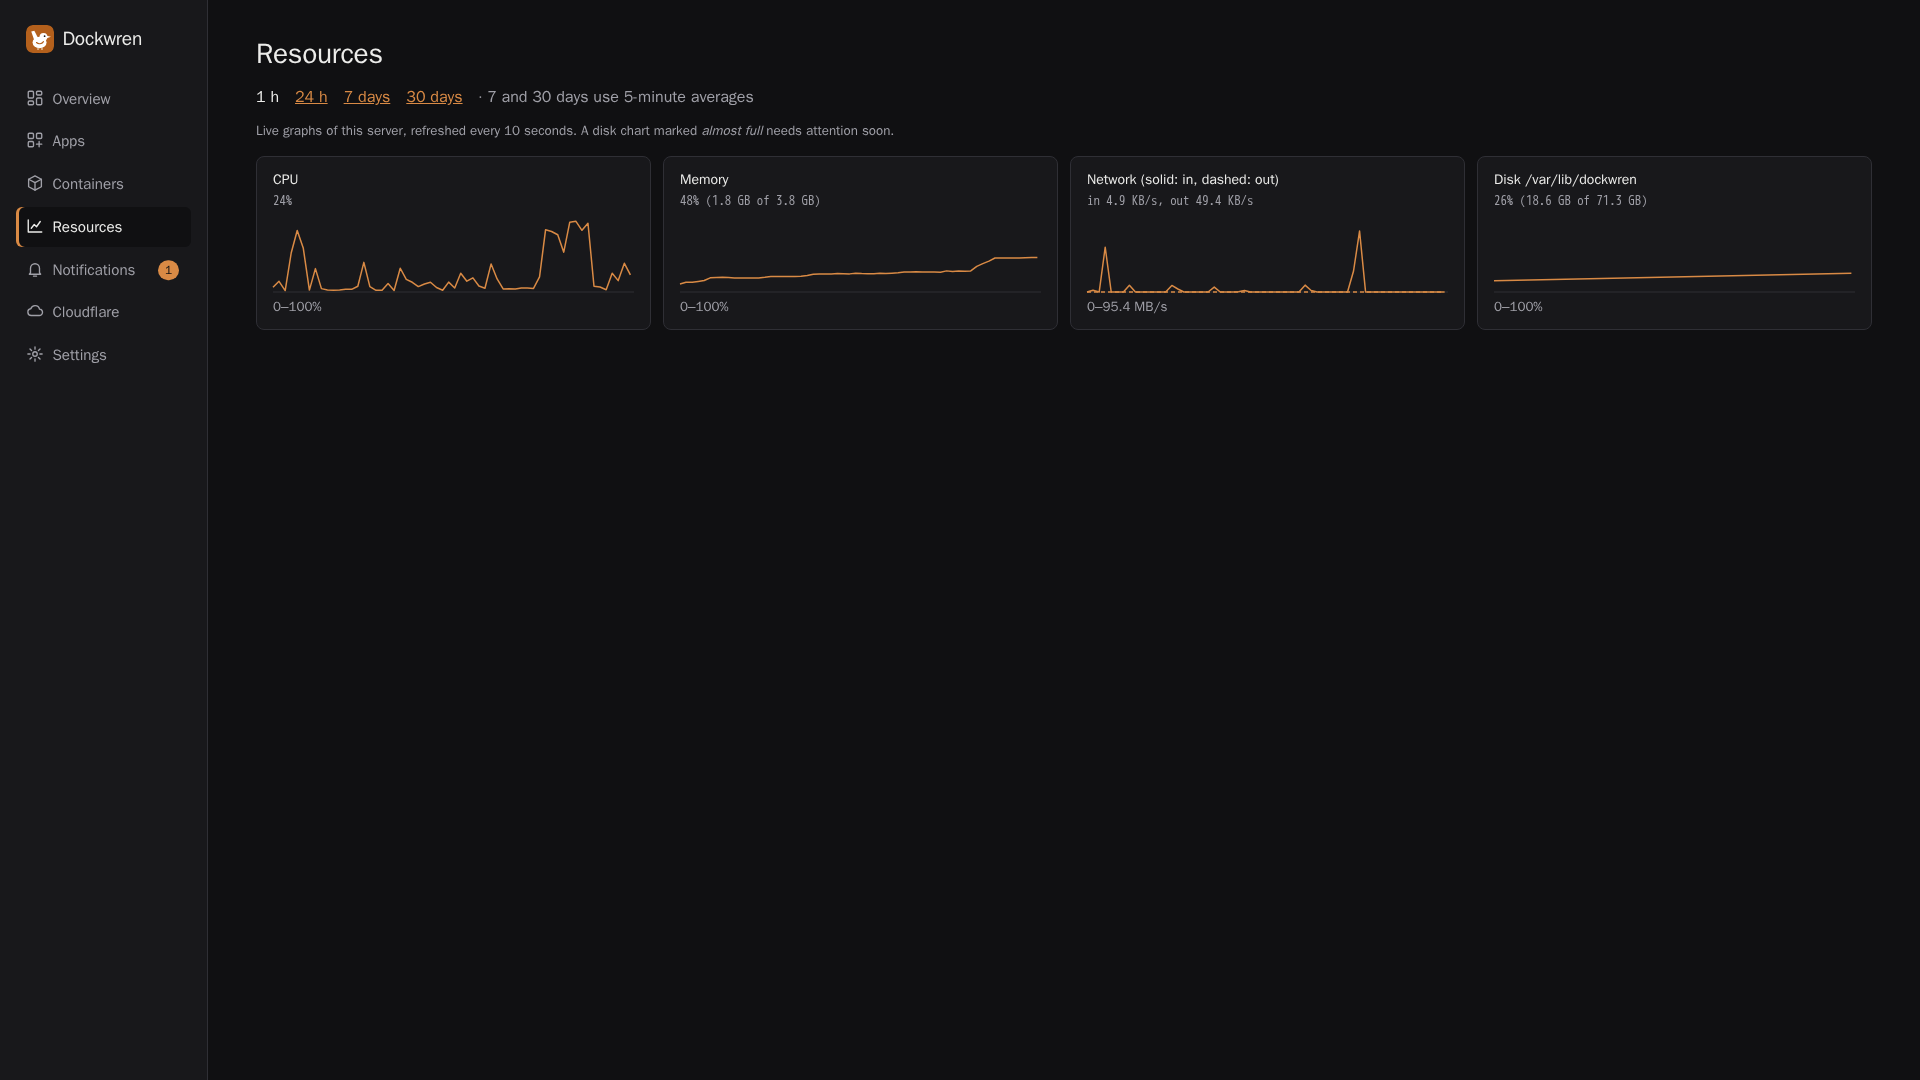 Dockwren
Overview
Apps
Containers
Resources
Notifications 1
Cloudflare
Settings
Resources
1 h 24 h 7 days 30 days · 7 and 30 days use 5-minute averages
Live graphs of this server, refreshed every 10 seconds. A disk chart marked almost full needs attention soon.
CPU
24%
0–100%
Memory
48% (1.8 GB of 3.8 GB)
0–100%
Network (solid: in, dashed: out)
in 4.9 KB/s, out 49.4 KB/s
0–95.4 MB/s
Disk /var/lib/dockwren
26% (18.6 GB of 71.3 GB)
0–100%